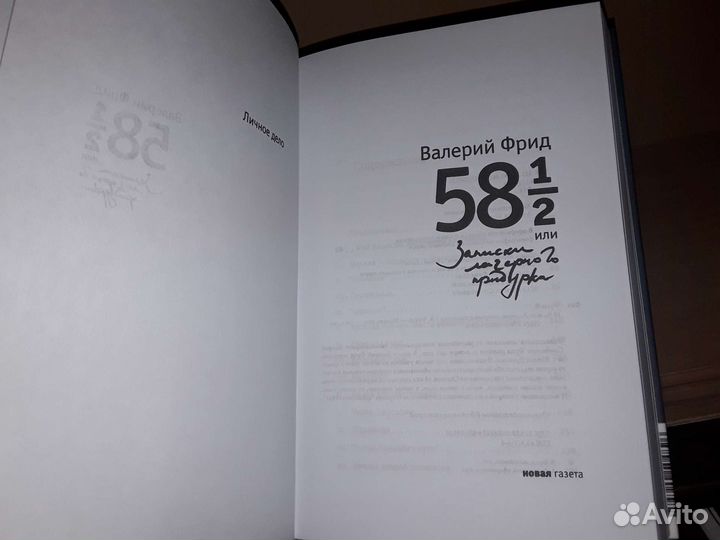 Личное дело
Валерий Фрид
58 1/2
или
Записки
лагерного
придурка
новая газета
Avito